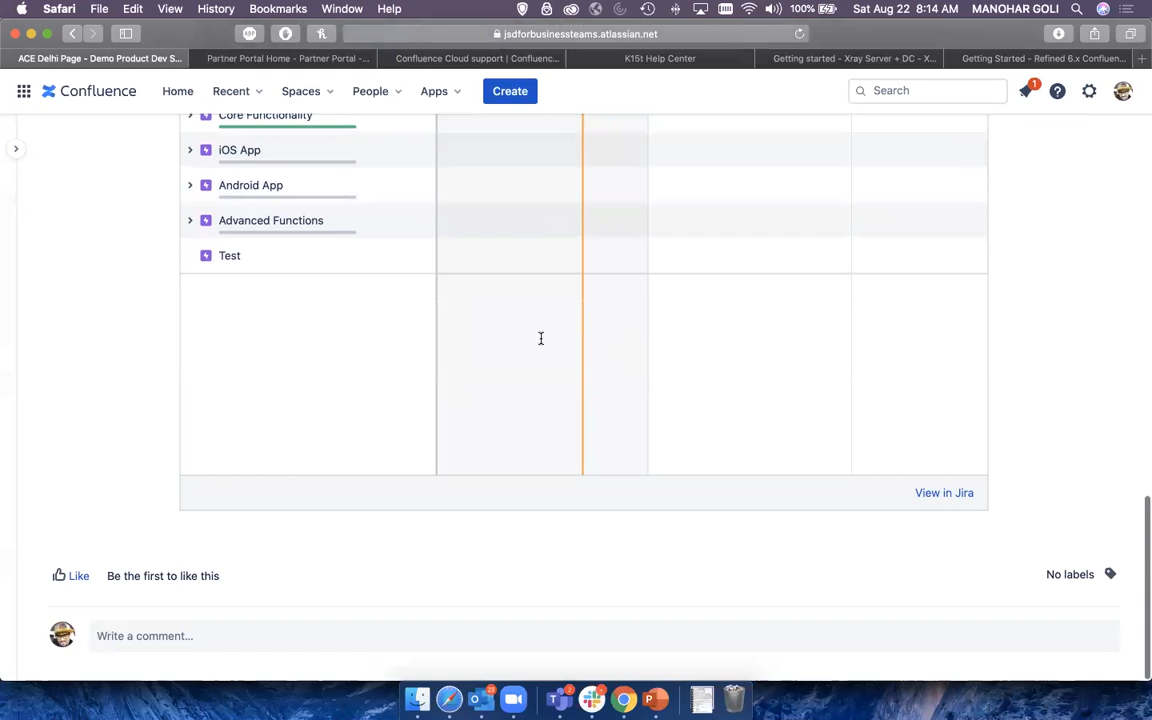 Safari File Edit View History Bookmarks Window Help 100% Sat Aug 22 8:14 AM MANOHAR GOLI
ABP jsdforbusinessteams.atlassian.net
ACE Delhi Page - Demo Product Dev S... Partner Portal Home - Partner Portal -... Confluence Cloud support | Confluenc... K15t Help Center Getting started - Xray Server + DC - X... Getting Started - Refined 6.x Confluen...
Confluence Home Recent Spaces People Apps Create Search 1
Core Functionality
iOS App
Android App
Advanced Functions
Test
View in Jira
Like Be the first to like this No labels
Write a comment...
23 2